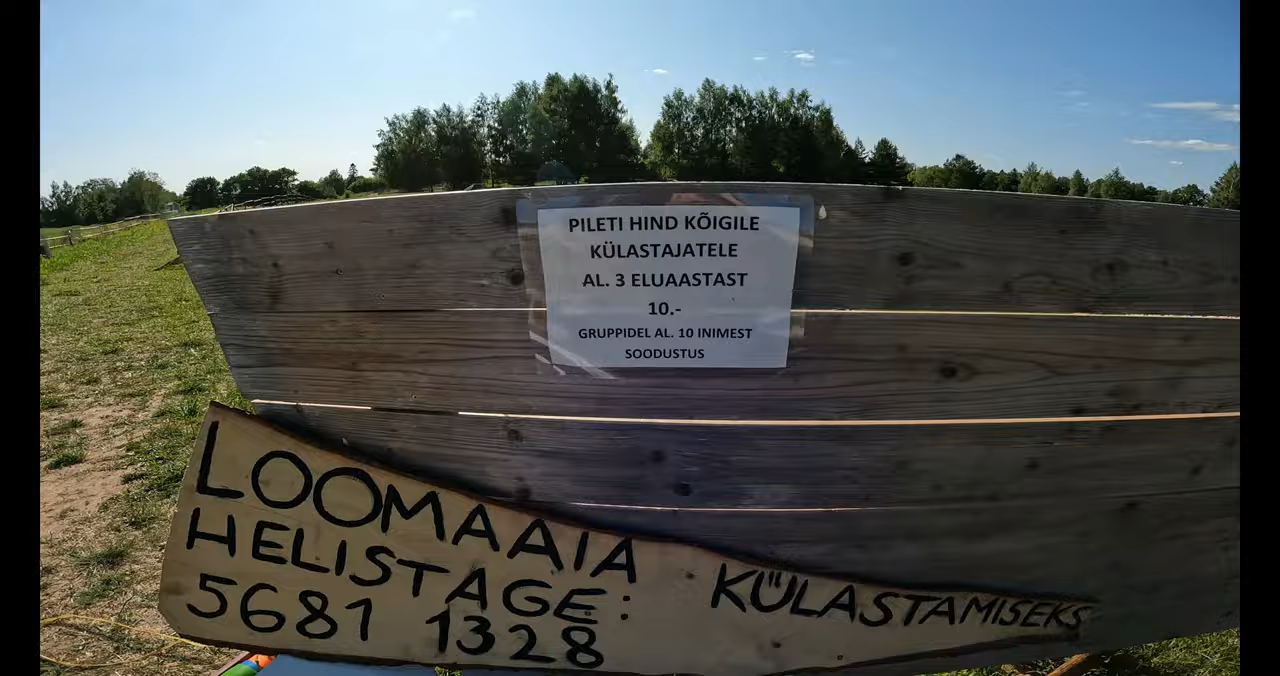 PILETI HIND KÕIGILE
KÜLASTAJATELE
AL. 3 ELUAASTAST
10.-
GRUPPIDEL AL. 10 INIMEST
SOODUSTUS
LOOMAAIA KÜLASTAMISEKS
HELISTAGE:
5681 1328